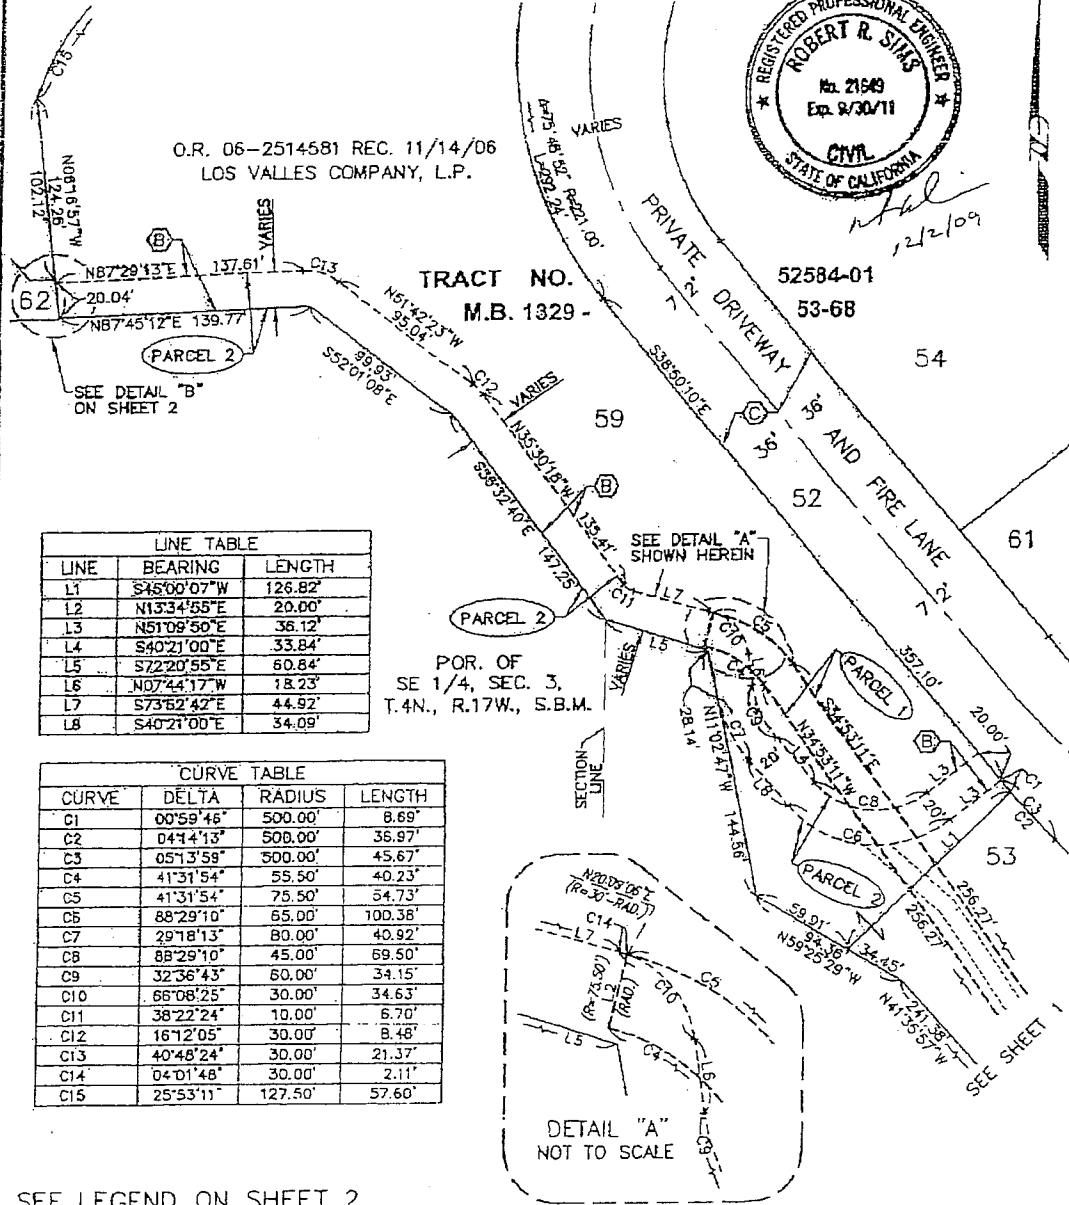 REGISTERED PROFESSIONAL ENGINEER
ROBERT R. SIMS
No. 21649
Exp. 9/30/11
CIVIL
STATE OF CALIFORNIA
12/2/09
C15
O.R. 06-2514581 REC. 11/14/06
LOS VALLES COMPANY, L.P.
VARIES
VARIES
Δ=75°48'52" R=221.00'
L=292.24'
N06°16'57"W
124.26'
102.12'
B
N87°29'13"E 137.61'
C13
62
20.04'
N87°45'12"E 139.77'
PARCEL 2
SEE DETAIL "B"
ON SHEET 2
TRACT NO. 52584-01
M.B. 1329 - 53-68
PRIVATE DRIVEWAY
72'
AND FIRE LANE
72'
54
N51°42'23"W
95.04'
99.93'
S52°01'08"E
C12
VARIES
S38°50'10"E
C
36'
36'
59
52
61
N35°30'18"W
135.41'
B
S38°32'40"E
147.25'
SEE DETAIL "A"
SHOWN HEREIN
C11
L7
PARCEL 2
L5
VARIES
C10
C5
C4
L6
POR. OF
SE 1/4, SEC. 3,
T.4N., R.17W., S.B.M.
SECTION
LINE
PARCEL 1
357.10'
20.00'
28.14'
N11°02'47"W
144.56'
C7
C9
20'
L8
L4
N34°53'11"W
S34°53'11"E
B
L3
L3
C8
20'
C6
L1
C1
C3
C2
53
PARCEL 2
59.91'
94.36'
N59°25'29"W
34.45'
256.27'
256.27'
241.38'
N41°35'57"W
SEE SHEET 1
LINE TABLE
LINE BEARING LENGTH
L1 S45°00'07"W 126.82'
L2 N13°34'55"E 20.00'
L3 N51°09'50"E 36.12'
L4 S40°21'00"E 33.84'
L5 S72°20'55"E 60.84'
L6 N07°44'17"W 18.23'
L7 S73°52'42"E 44.92'
L8 S40°21'00"E 34.09'
CURVE TABLE
CURVE DELTA RADIUS LENGTH
C1 00°59'46" 500.00' 8.69'
C2 04°14'13" 500.00' 36.97'
C3 05°13'59" 500.00' 45.67'
C4 41°31'54" 55.50' 40.23'
C5 41°31'54" 75.50' 54.73'
C6 88°29'10" 65.00' 100.38'
C7 29°18'13" 80.00' 40.92'
C8 88°29'10" 45.00' 69.50'
C9 32°36'43" 60.00' 34.15'
C10 66°08'25" 30.00' 34.63'
C11 38°22'24" 10.00' 6.70'
C12 16°12'05" 30.00' 8.48'
C13 40°48'24" 30.00' 21.37'
C14 04°01'48" 30.00' 2.11'
C15 25°53'11" 127.50' 57.60'
N20°09'06"E
(R=30'-RAD.)
C14
L7
(R=75.50')
L2
(RAD.)
C10
C5
L5
C4
L6
C9
DETAIL "A"
NOT TO SCALE
SEE LEGEND ON SHEET 2